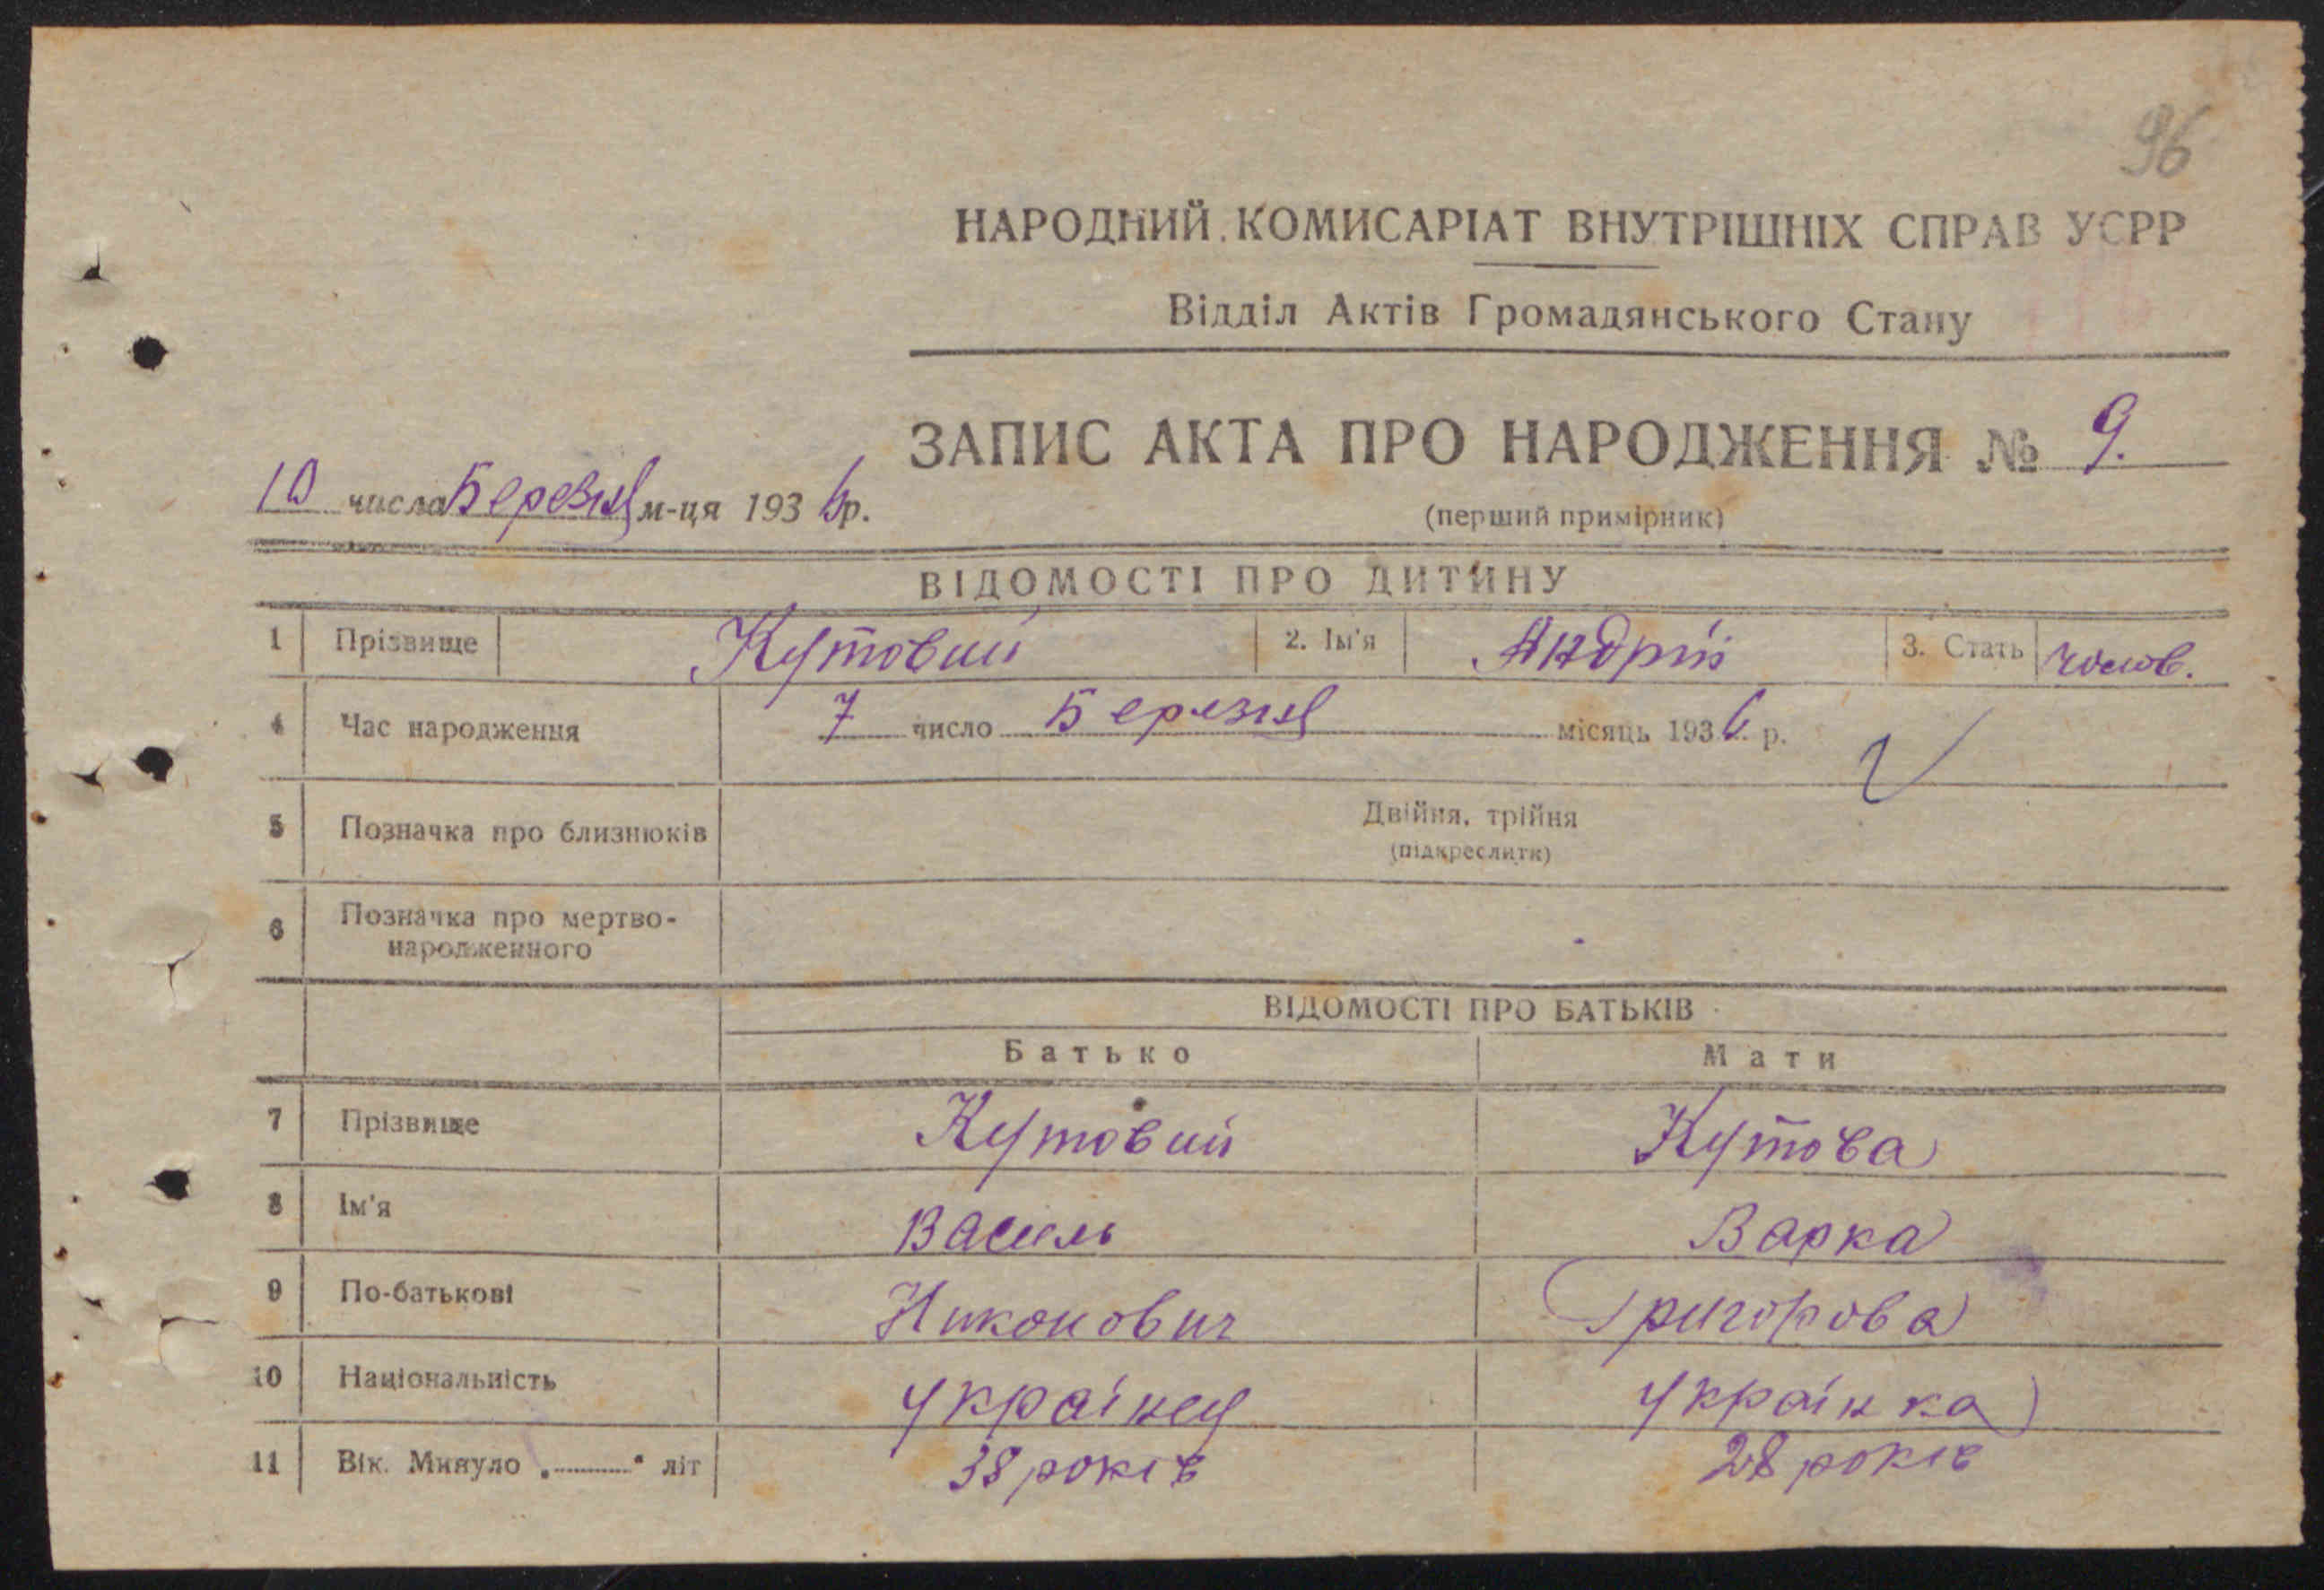 96
НАРОДНИЙ КОМИСАРІАТ ВНУТРІШНІХ СПРАВ УСРР
Відділ Актів Громадянського Стану
ЗАПИС АКТА ПРО НАРОДЖЕННЯ № 9.
10 числа Березня м-ця 1936 р.
(перший примірник)
ВІДОМОСТІ ПРО ДИТИНУ
1 Прізвище Кутовий 2. Ім'я Андрій 3. Стать чолов.
4 Час народження 7 число Березня місяць 1936 р.
5 Позначка про близнюків Двійня, трійня
(підкреслити)
6 Позначка про мертво-
народженного
ВІДОМОСТІ ПРО БАТЬКІВ
Батько Мати
7 Прізвище Кутовий Кутова
8 Ім'я Василь Варка
9 По-батькові Никонович Григорова
10 Національність Українец Українка
11 Вік. Минуло „ “ літ 38 років 28 років